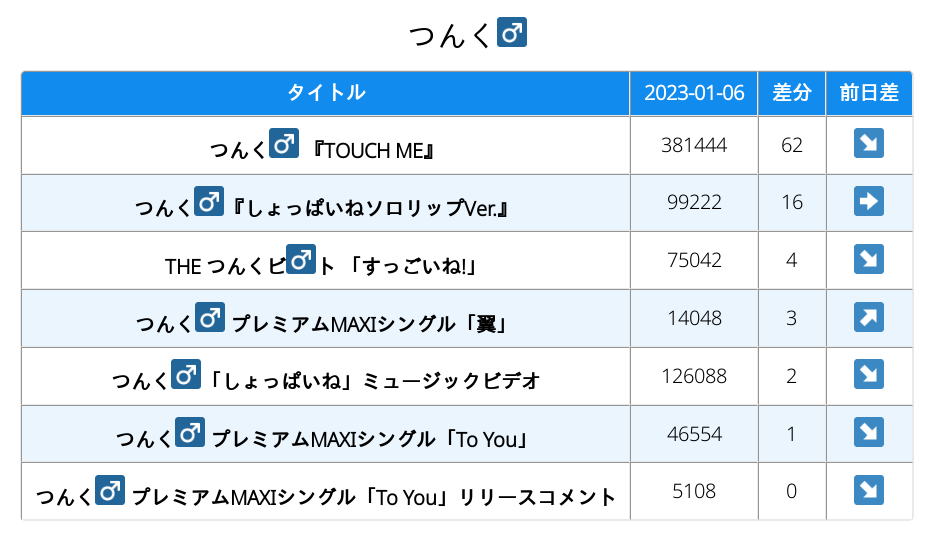 つんく♂
タイトル 2023-01-06 差分 前日差
つんく♂ 『TOUCH ME』 381444 62 ↘
つんく♂『しょっぱいねソロリップVer.』 99222 16 ➡
THE つんくビ♂ト 「すっごいね!」 75042 4 ↘
つんく♂ プレミアムMAXIシングル「翼」 14048 3 ↗
つんく♂「しょっぱいね」ミュージックビデオ 126088 2 ↘
つんく♂ プレミアムMAXIシングル「To You」 46554 1 ↘
つんく♂ プレミアムMAXIシングル「To You」リリースコメント 5108 0 ↘